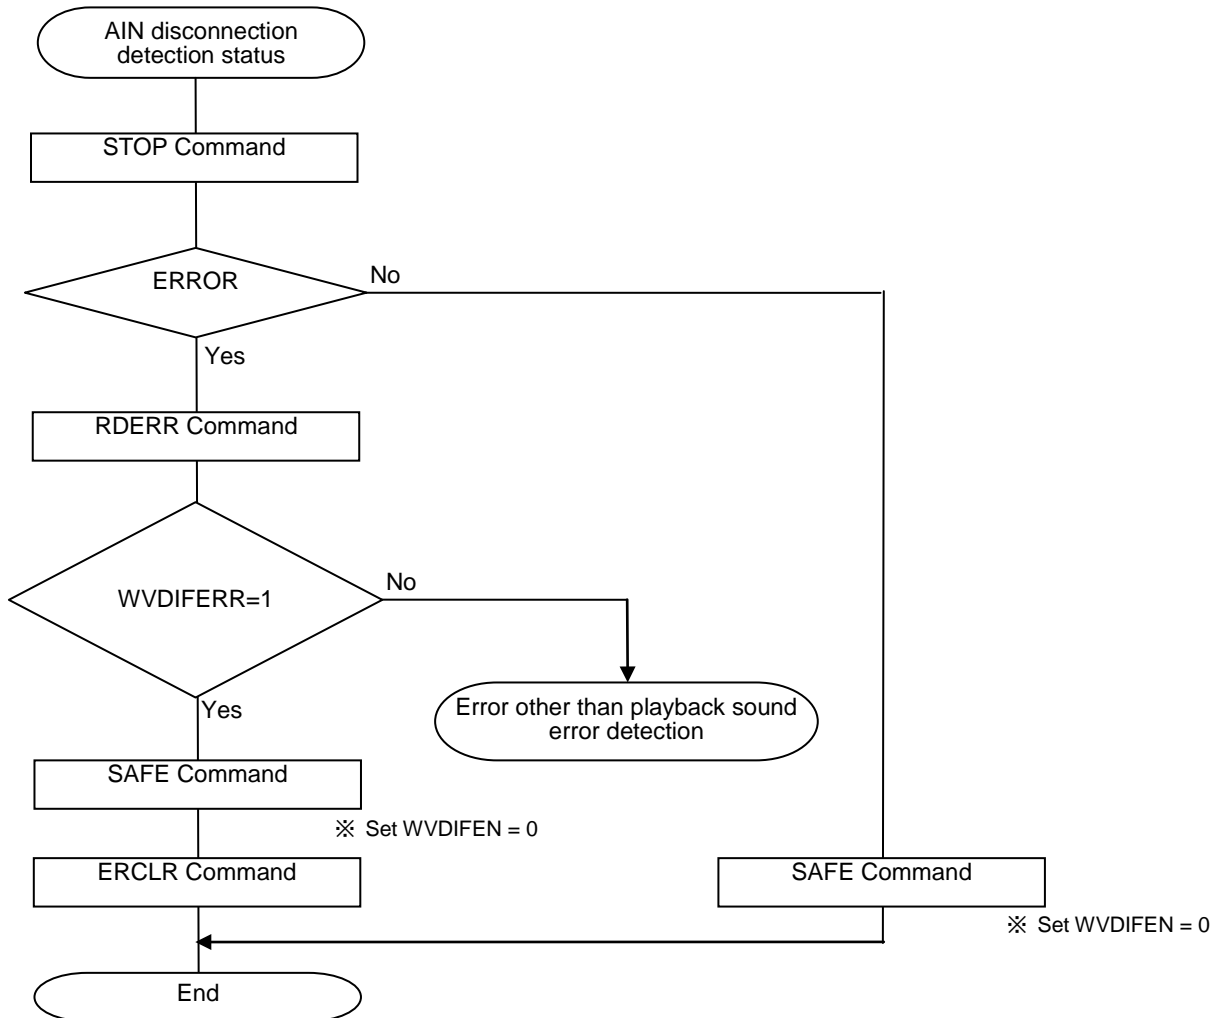 AIN disconnection
detection status
STOP Command
ERROR
No
Yes
RDERR Command
WVDIFERR=1
No
Yes
Error other than playback sound
error detection
SAFE Command
※ Set WVDIFEN = 0
ERCLR Command
SAFE Command
※ Set WVDIFEN = 0
End